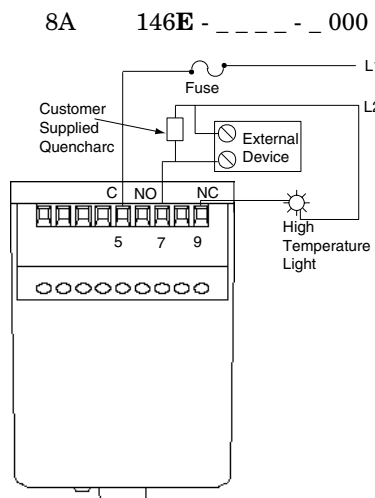 8A 146E - _ _ _ _ - _ 000
L1
Fuse
L2
Customer
Supplied
Quencharc
External
Device
C NO NC
5 7 9
High
Temperature
Light